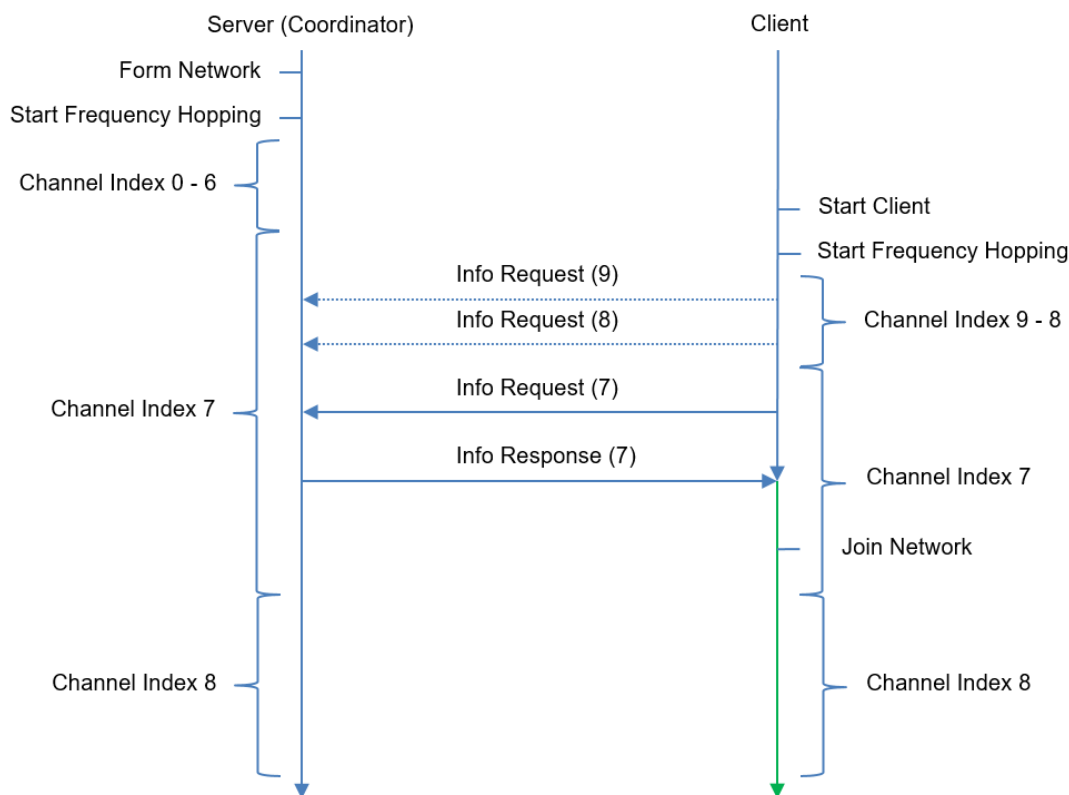 Server (Coordinator)
Client
Form Network
Start Frequency Hopping
Channel Index 0 - 6
Start Client
Start Frequency Hopping
Info Request (9)
Info Request (8)
Channel Index 9 - 8
Info Request (7)
Channel Index 7
Info Response (7)
Channel Index 7
Join Network
Channel Index 8
Channel Index 8